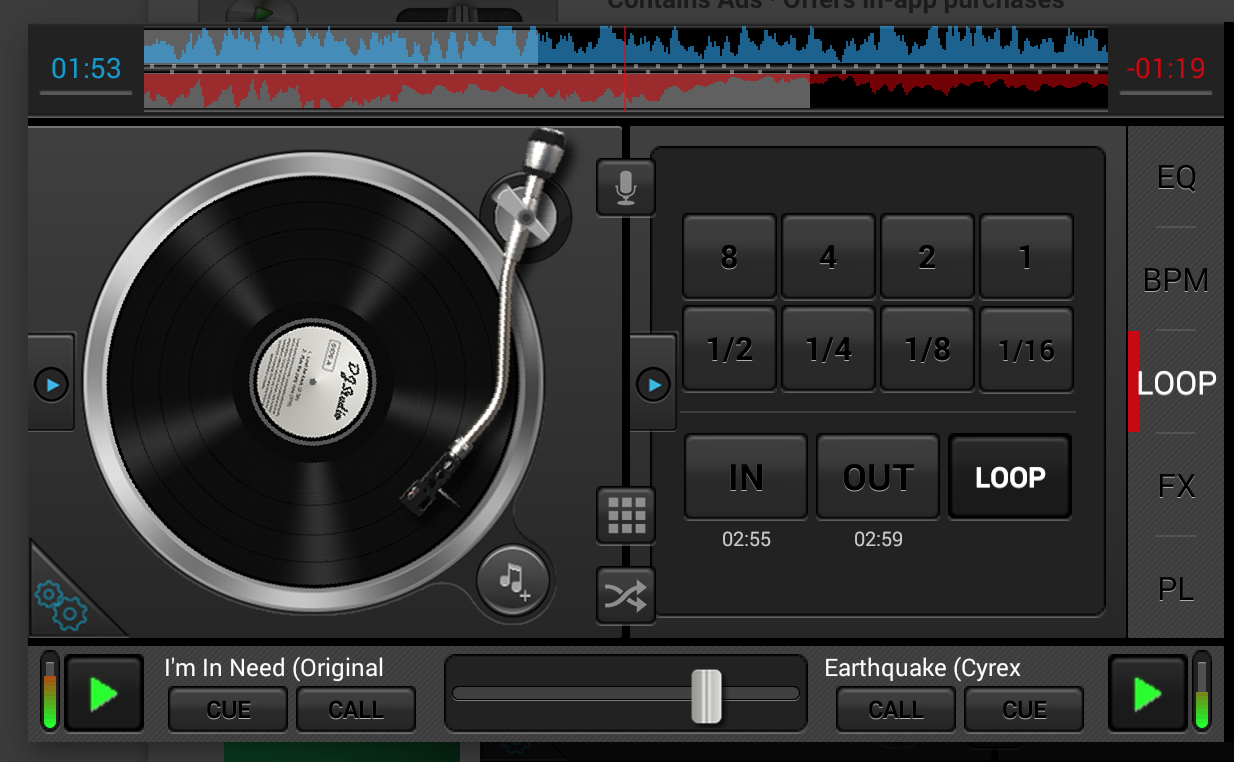 Contains Ads · Offers in-app purchases
01:53
-01:19
EQ
BPM
LOOP
FX
PL
8 4 2 1
1/2 1/4 1/8 1/16
IN OUT LOOP
02:55 02:59
SIDE A
DJ Studio
I'm In Need (Original
CUE CALL
Earthquake (Cyrex
CALL CUE